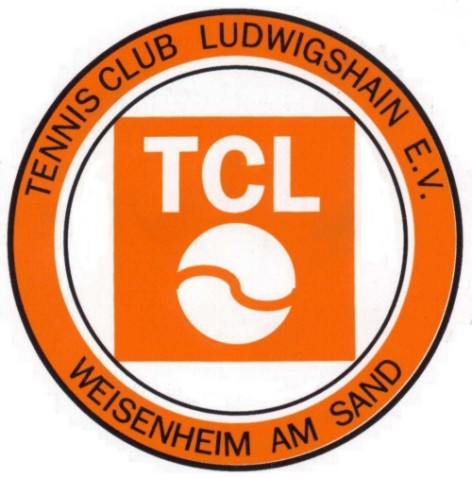 TENNIS CLUB LUDWIGSHAIN E.V.
TCL
WEISENHEIM AM SAND